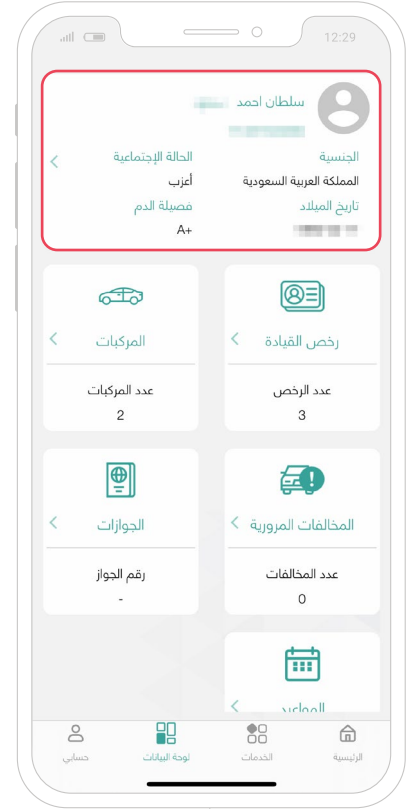 12:29
سلطان احمد
الجنسية
المملكة العربية السعودية
الحالة الإجتماعية
أعزب
تاريخ الميلاد
فصيلة الدم
A+
رخص القيادة
عدد الرخص
3
المركبات
عدد المركبات
2
المخالفات المرورية
عدد المخالفات
0
الجوازات
رقم الجواز
-
المواعيد
الرئيسية
الخدمات
لوحة البيانات
حسابي